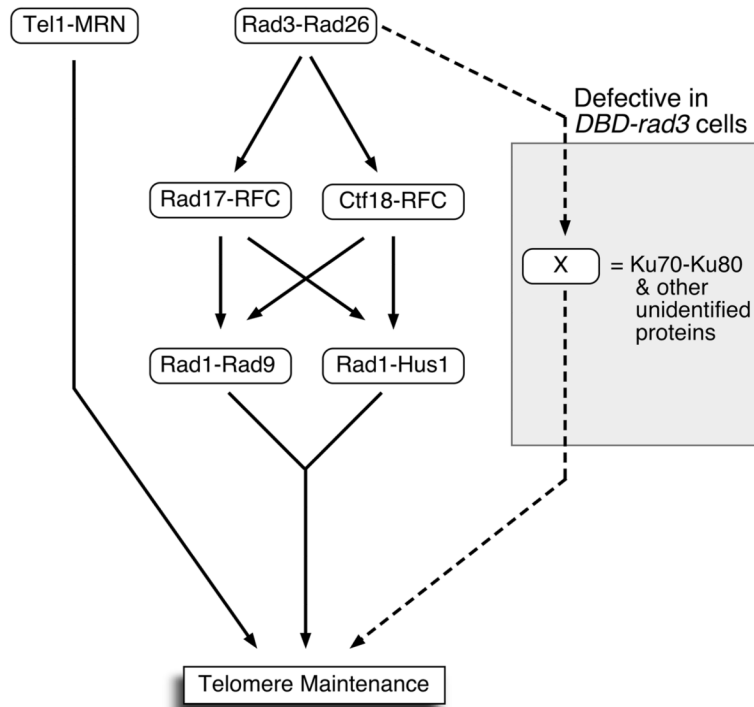 Tel1-MRN
Rad3-Rad26
Defective in
DBD-rad3 cells
Rad17-RFC
Ctf18-RFC
X
= Ku70-Ku80
& other
unidentified
proteins
Rad1-Rad9
Rad1-Hus1
Telomere Maintenance